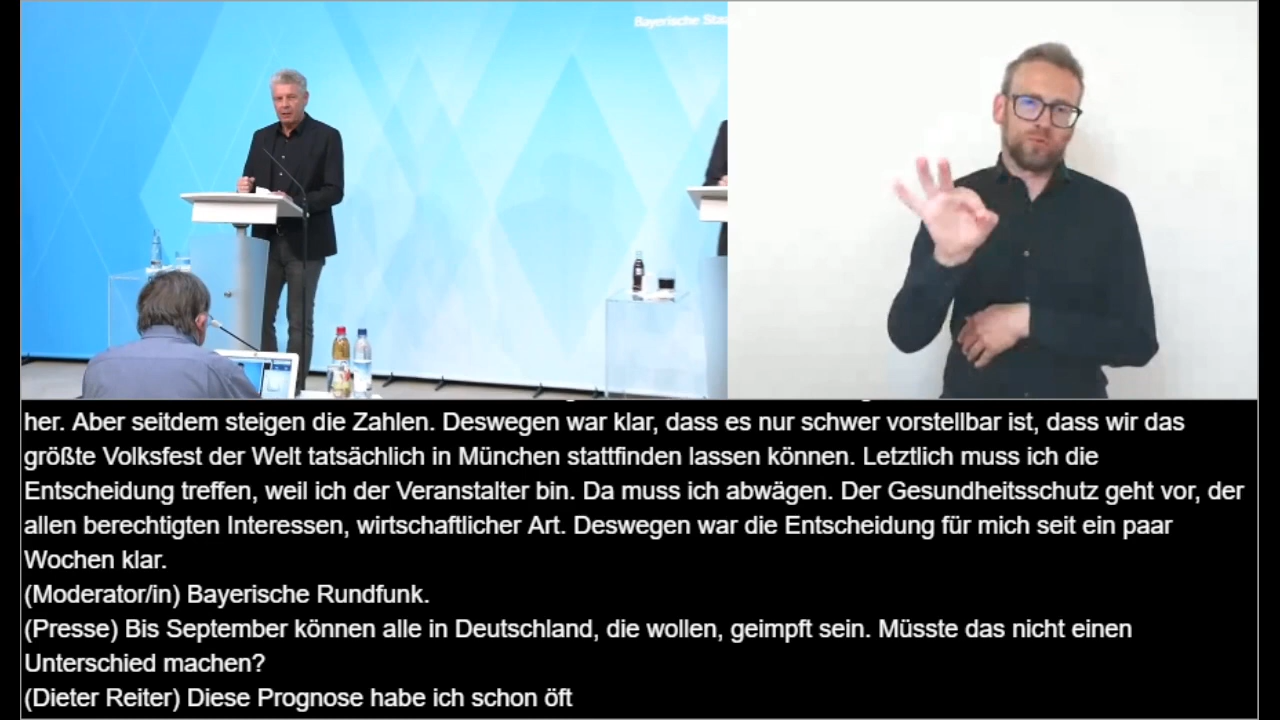 Bayerische
her. Aber seitdem steigen die Zahlen. Deswegen war klar, dass es nur schwer vorstellbar ist, dass wir das
größte Volksfest der Welt tatsächlich in München stattfinden lassen können. Letztlich muss ich die
Entscheidung treffen, weil ich der Veranstalter bin. Da muss ich abwägen. Der Gesundheitsschutz geht vor, der
allen berechtigten Interessen, wirtschaftlicher Art. Deswegen war die Entscheidung für mich seit ein paar
Wochen klar.
(Moderator/in) Bayerische Rundfunk.
(Presse) Bis September können alle in Deutschland, die wollen, geimpft sein. Müsste das nicht einen
Unterschied machen?
(Dieter Reiter) Diese Prognose habe ich schon öft